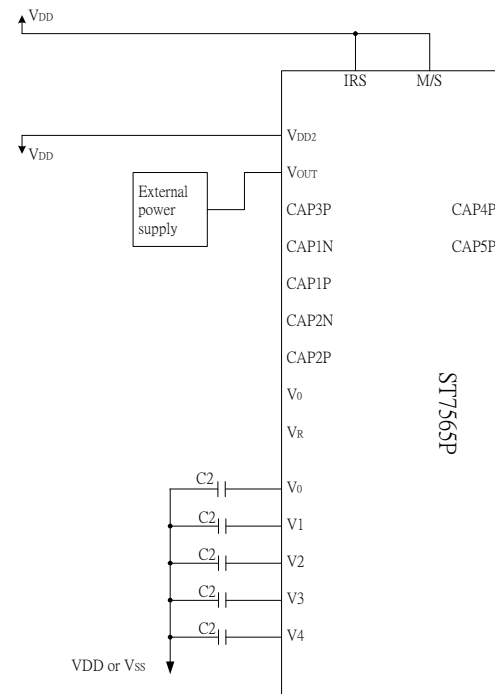 VDD
IRS M/S
VDD2
VDD
VOUT
External
power
supply
CAP3P CAP4P
CAP1N CAP5P
CAP1P
CAP2N
CAP2P
V0
VR
ST7565P
C2 V0
C2 V1
C2 V2
C2 V3
C2 V4
VDD or VSS